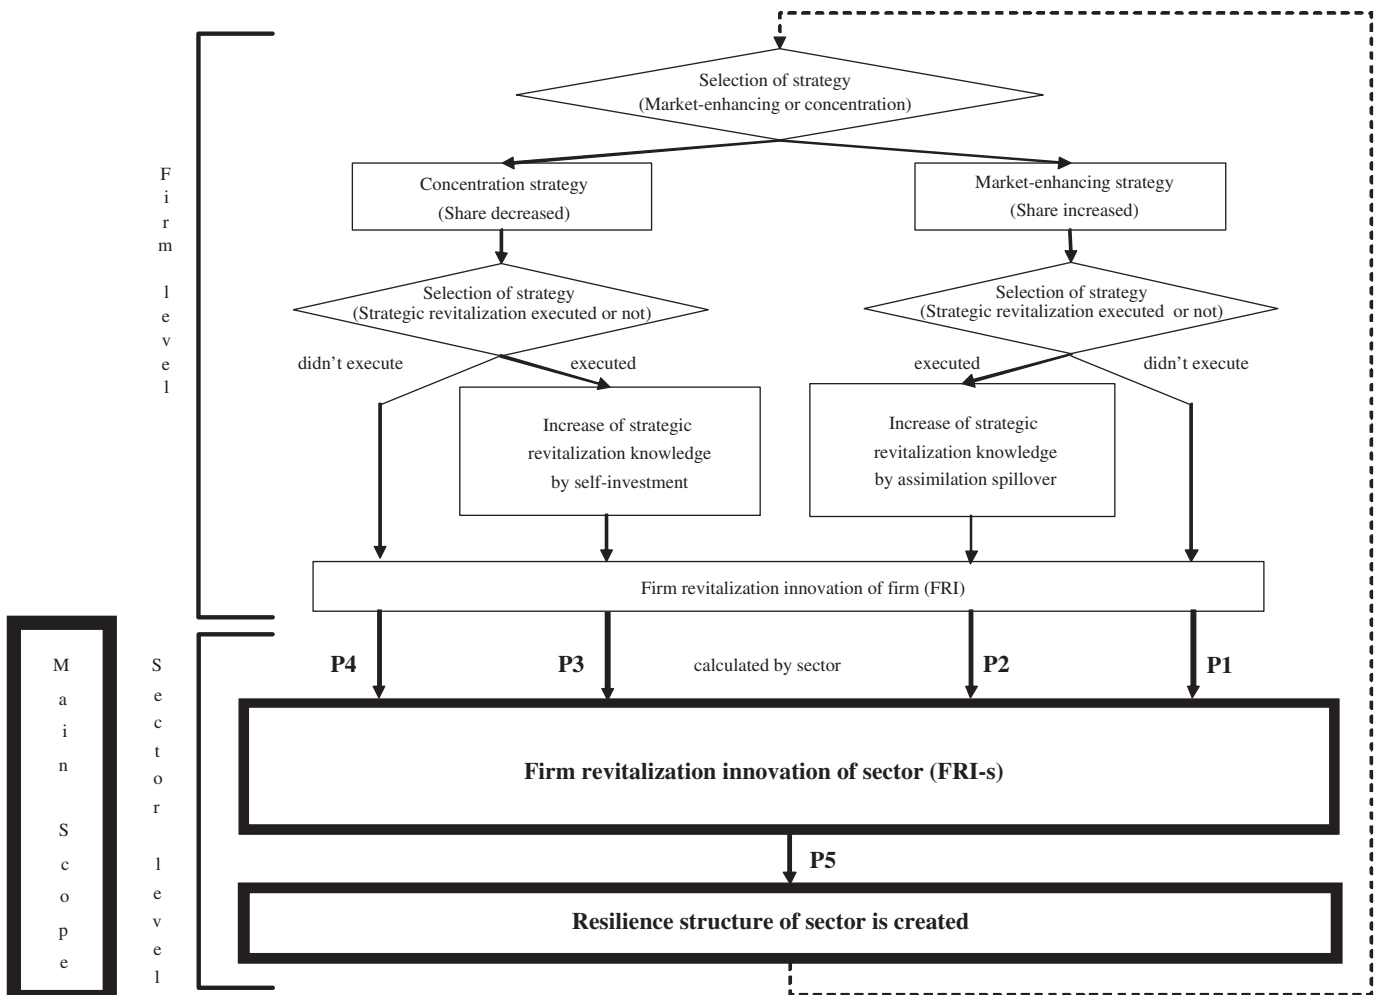 Selection of strategy
(Market-enhancing or concentration)
Concentration strategy
(Share decreased)
Market-enhancing strategy
(Share increased)
Selection of strategy
(Strategic revitalization executed or not)
Selection of strategy
(Strategic revitalization executed or not)
didn't execute
executed
executed
didn't execute
Increase of strategic
revitalization knowledge
by self-investment
Increase of strategic
revitalization knowledge
by assimilation spillover
Firm level
Firm revitalization innovation of firm (FRI)
P4
P3
calculated by sector
P2
P1
Main Scope
Sector level
Firm revitalization innovation of sector (FRI-s)
P5
Resilience structure of sector is created